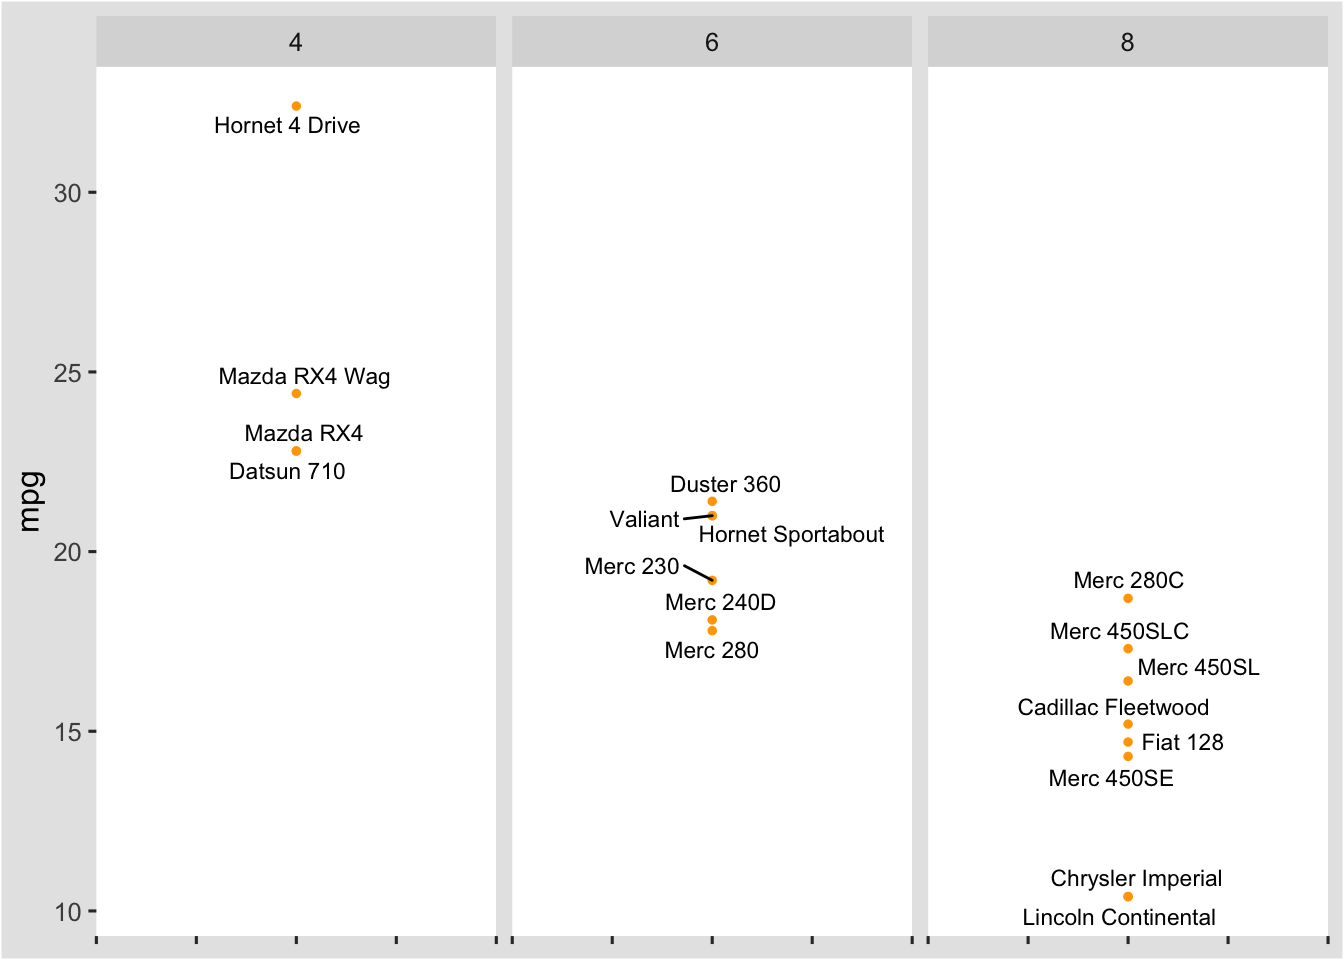 4
6
8
mpg
30
25
20
15
10
Hornet 4 Drive
Mazda RX4 Wag
Mazda RX4
Datsun 710
Duster 360
Valiant
Hornet Sportabout
Merc 230
Merc 240D
Merc 280
Merc 280C
Merc 450SLC
Merc 450SL
Cadillac Fleetwood
Fiat 128
Merc 450SE
Chrysler Imperial
Lincoln Continental